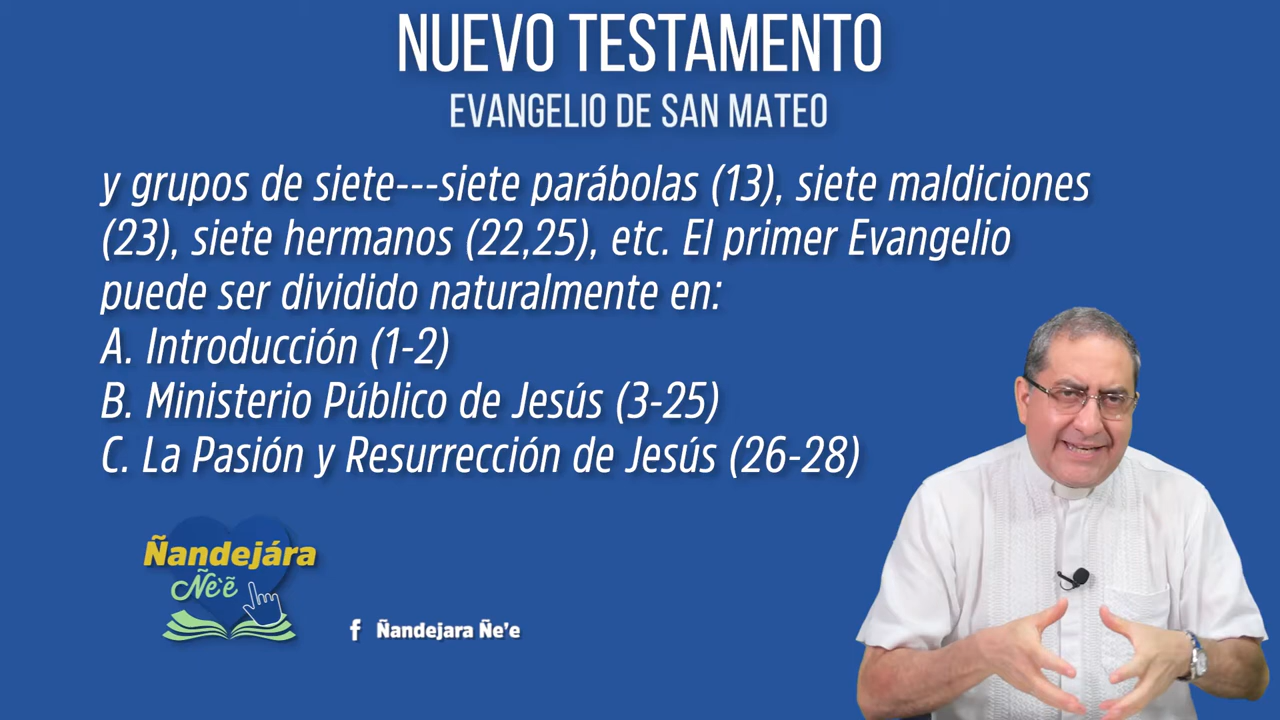 NUEVO TESTAMENTO
EVANGELIO DE SAN MATEO
y grupos de siete---siete parábolas (13), siete maldiciones
(23), siete hermanos (22,25), etc. El primer Evangelio
puede ser dividido naturalmente en:
A. Introducción (1-2)
B. Ministerio Público de Jesús (3-25)
C. La Pasión y Resurrección de Jesús (26-28)
Ñandejára
Ñe'ẽ
f Ñandejara Ñe'e